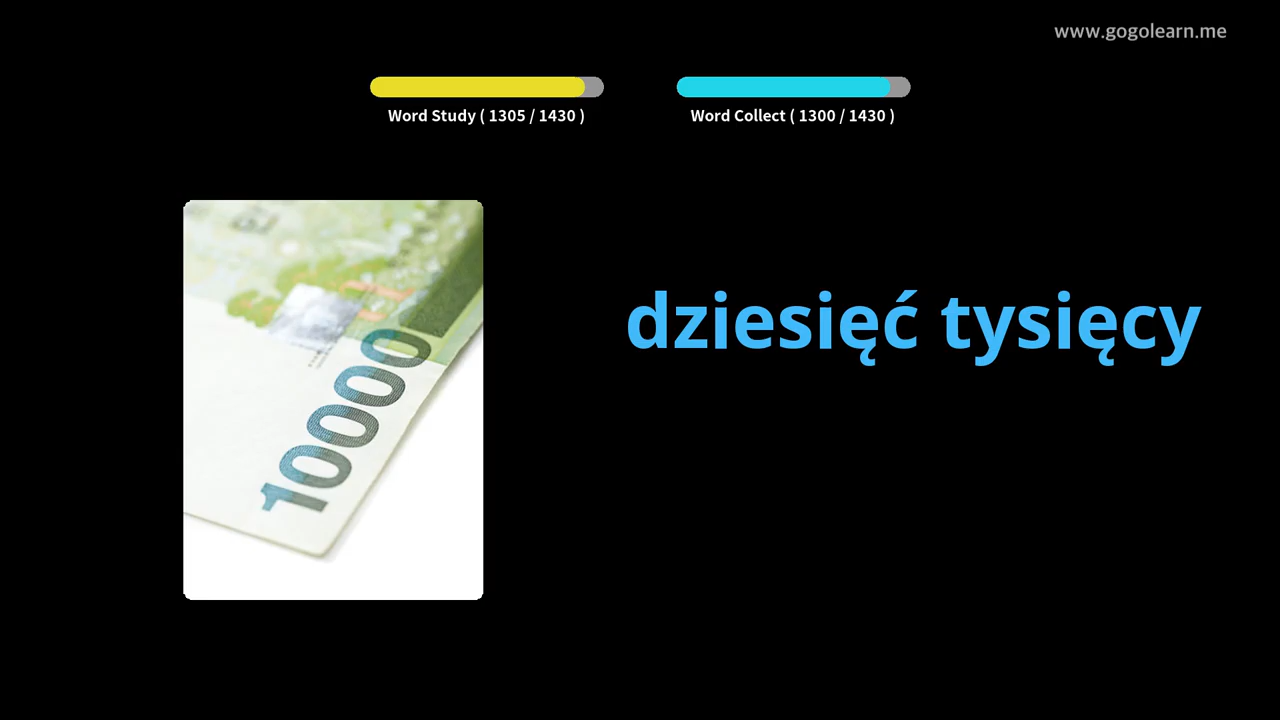 www.gogolearn.me
Word Study ( 1305 / 1430 )
Word Collect ( 1300 / 1430 )
dziesięć tysięcy
10000